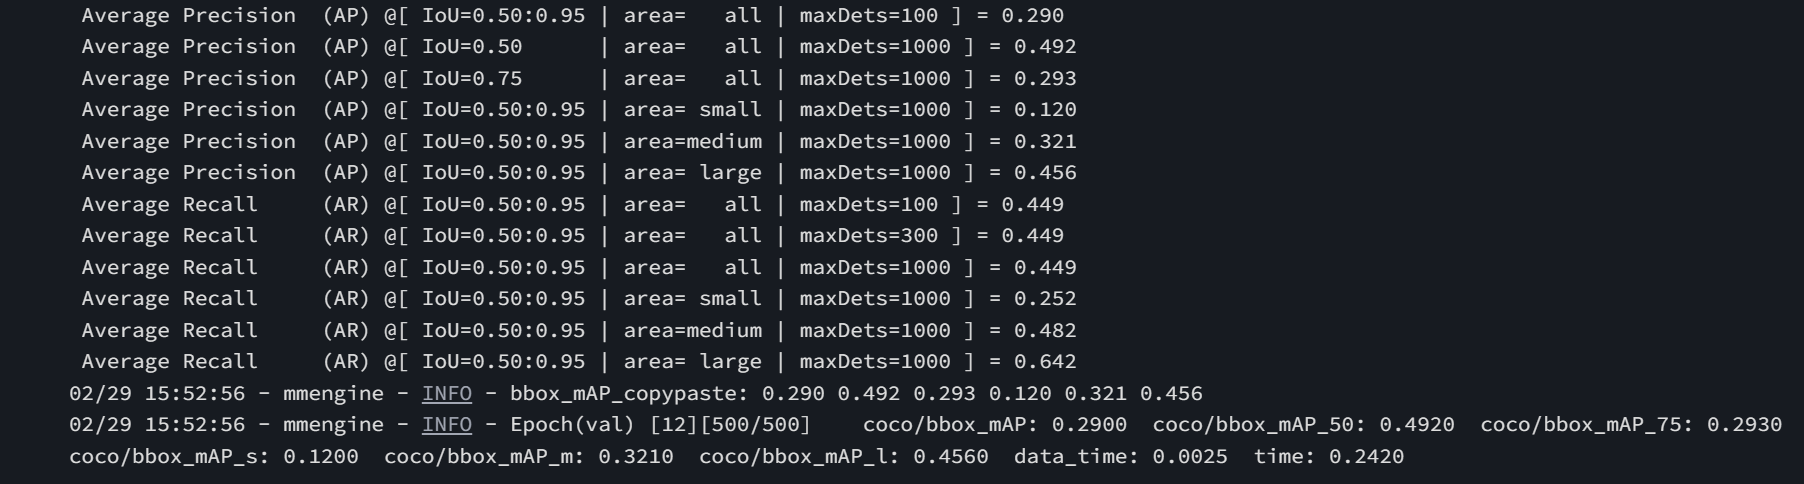 Average Precision  (AP) @[ IoU=0.50:0.95 | area=   all | maxDets=100 ] = 0.290
Average Precision  (AP) @[ IoU=0.50      | area=   all | maxDets=1000 ] = 0.492
Average Precision  (AP) @[ IoU=0.75      | area=   all | maxDets=1000 ] = 0.293
Average Precision  (AP) @[ IoU=0.50:0.95 | area= small | maxDets=1000 ] = 0.120
Average Precision  (AP) @[ IoU=0.50:0.95 | area=medium | maxDets=1000 ] = 0.321
Average Precision  (AP) @[ IoU=0.50:0.95 | area= large | maxDets=1000 ] = 0.456
Average Recall     (AR) @[ IoU=0.50:0.95 | area=   all | maxDets=100 ] = 0.449
Average Recall     (AR) @[ IoU=0.50:0.95 | area=   all | maxDets=300 ] = 0.449
Average Recall     (AR) @[ IoU=0.50:0.95 | area=   all | maxDets=1000 ] = 0.449
Average Recall     (AR) @[ IoU=0.50:0.95 | area= small | maxDets=1000 ] = 0.252
Average Recall     (AR) @[ IoU=0.50:0.95 | area=medium | maxDets=1000 ] = 0.482
Average Recall     (AR) @[ IoU=0.50:0.95 | area= large | maxDets=1000 ] = 0.642
02/29 15:52:56 - mmengine - INFO - bbox_mAP_copypaste: 0.290 0.492 0.293 0.120 0.321 0.456
02/29 15:52:56 - mmengine - INFO - Epoch(val) [12][500/500]    coco/bbox_mAP: 0.2900  coco/bbox_mAP_50: 0.4920  coco/bbox_mAP_75: 0.2930
coco/bbox_mAP_s: 0.1200  coco/bbox_mAP_m: 0.3210  coco/bbox_mAP_l: 0.4560  data_time: 0.0025  time: 0.2420